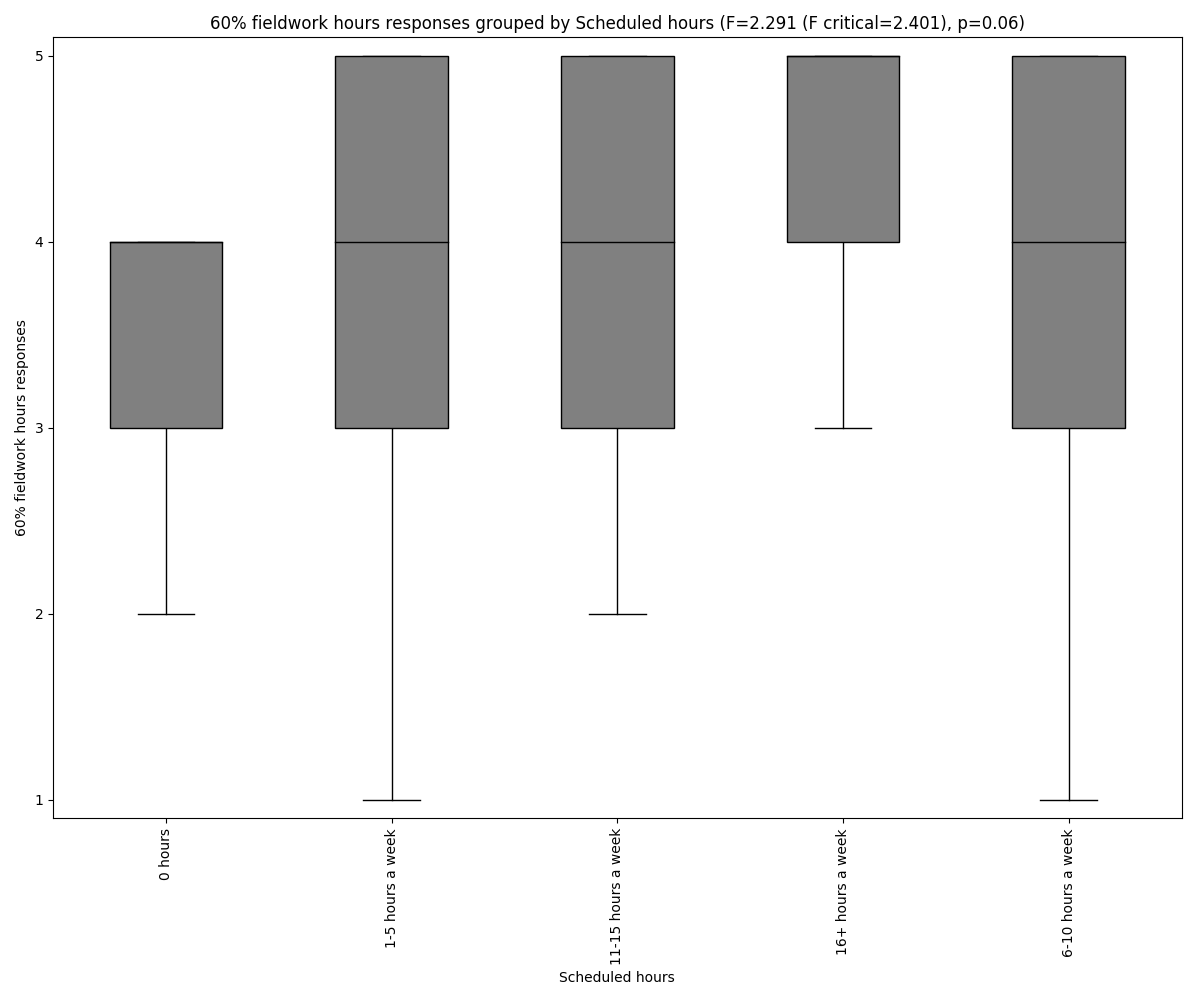 60% fieldwork hours responses grouped by Scheduled hours (F=2.291 (F critical=2.401), p=0.06)
60% fieldwork hours responses
5
4
3
2
1
0 hours
1-5 hours a week
11-15 hours a week
16+ hours a week
6-10 hours a week
Scheduled hours